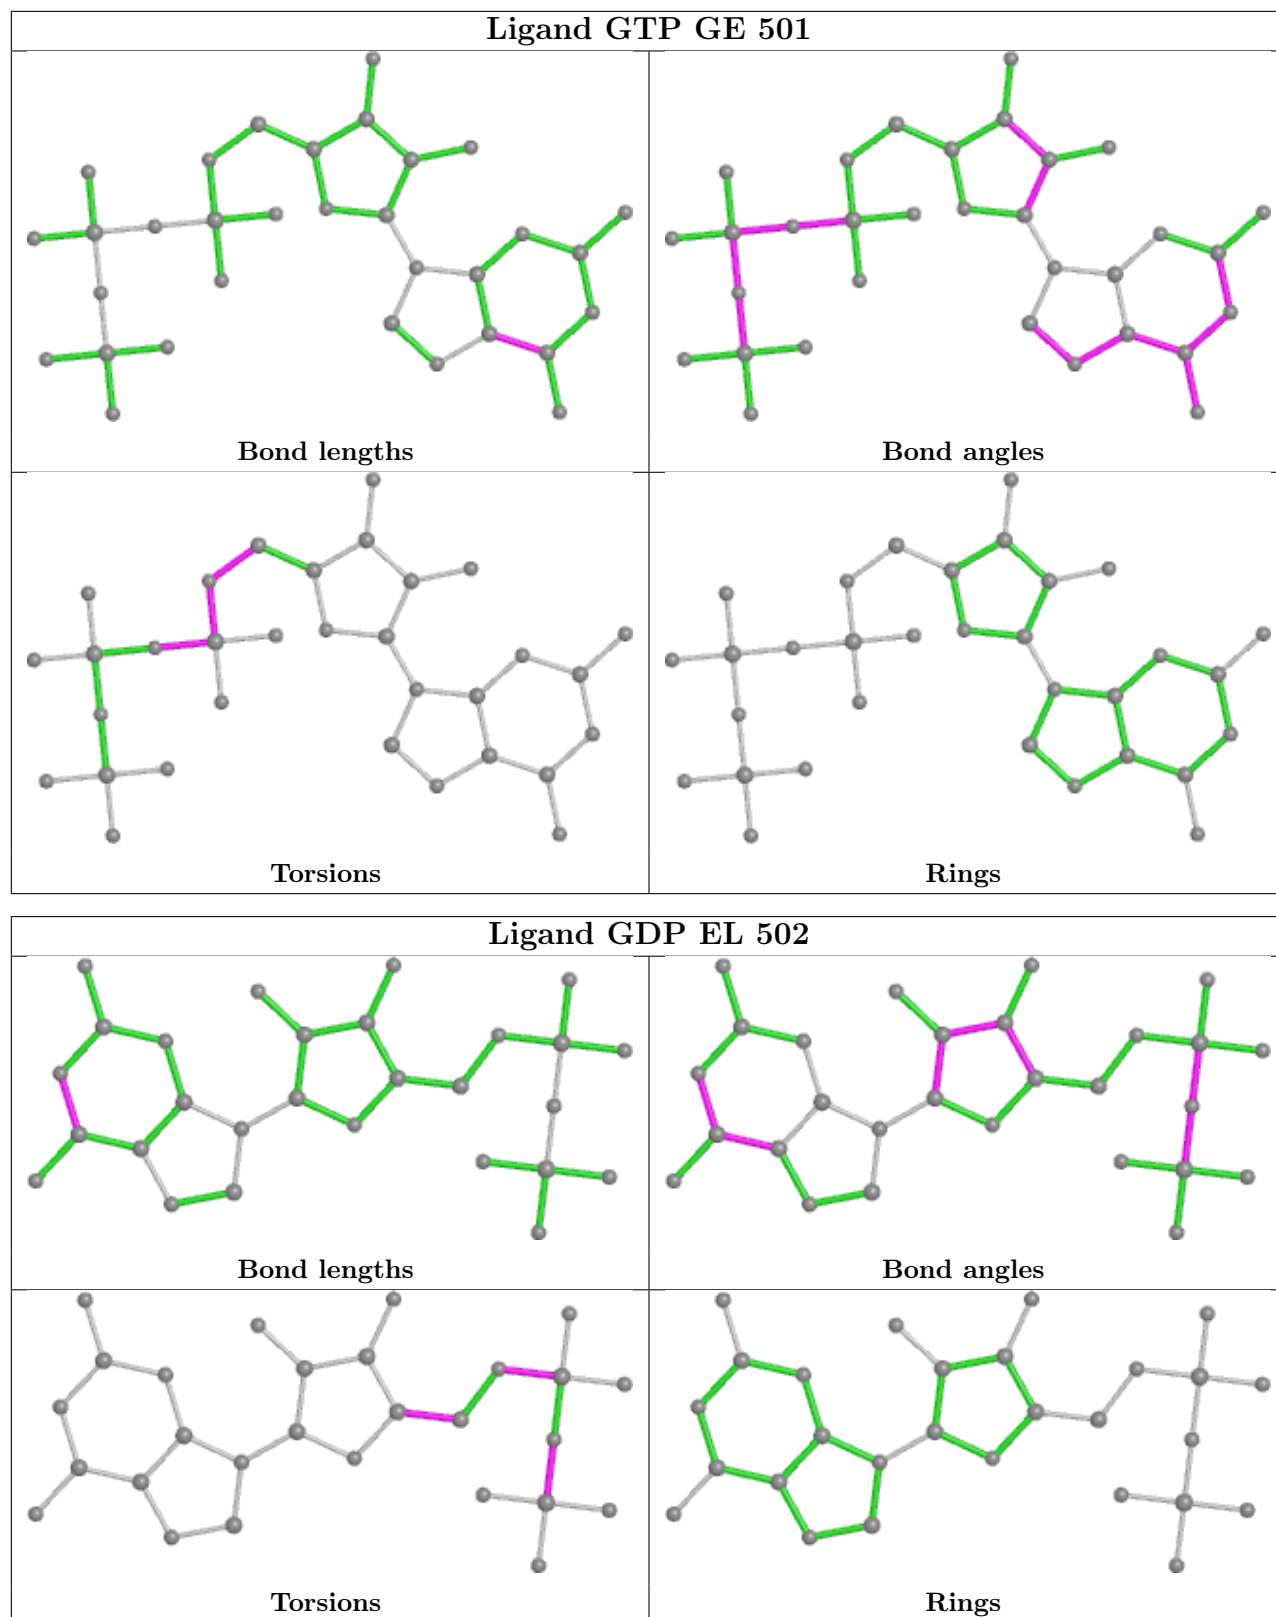 Ligand GTP GE 501
Bond lengths
Bond angles
Torsions
Rings
Ligand GDP EL 502
Bond lengths
Bond angles
Torsions
Rings